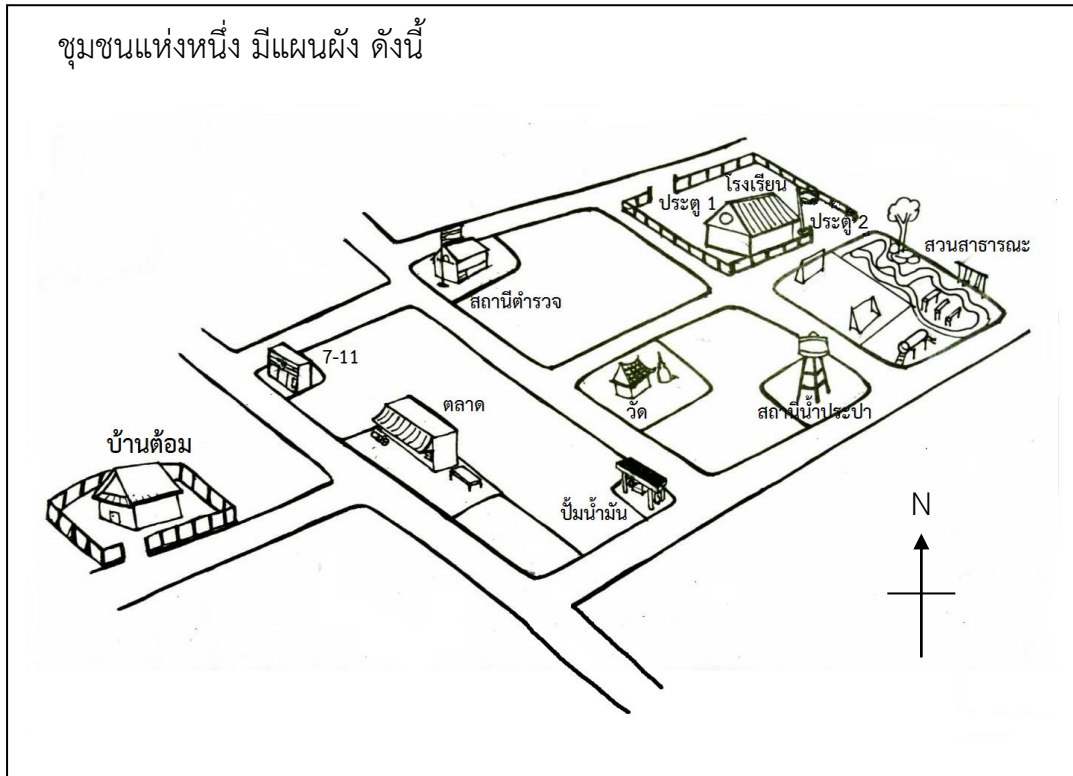 ชุมชนแห่งหนึ่ง มีแผนผัง ดังนี้
โรงเรียน
ประตู 1
ประตู 2
สวนสาธารณะ
สถานีตำรวจ
7-11
ตลาด
วัด
สถานีน้ำประปา
บ้านต้อม
ปั้มน้ำมัน
N